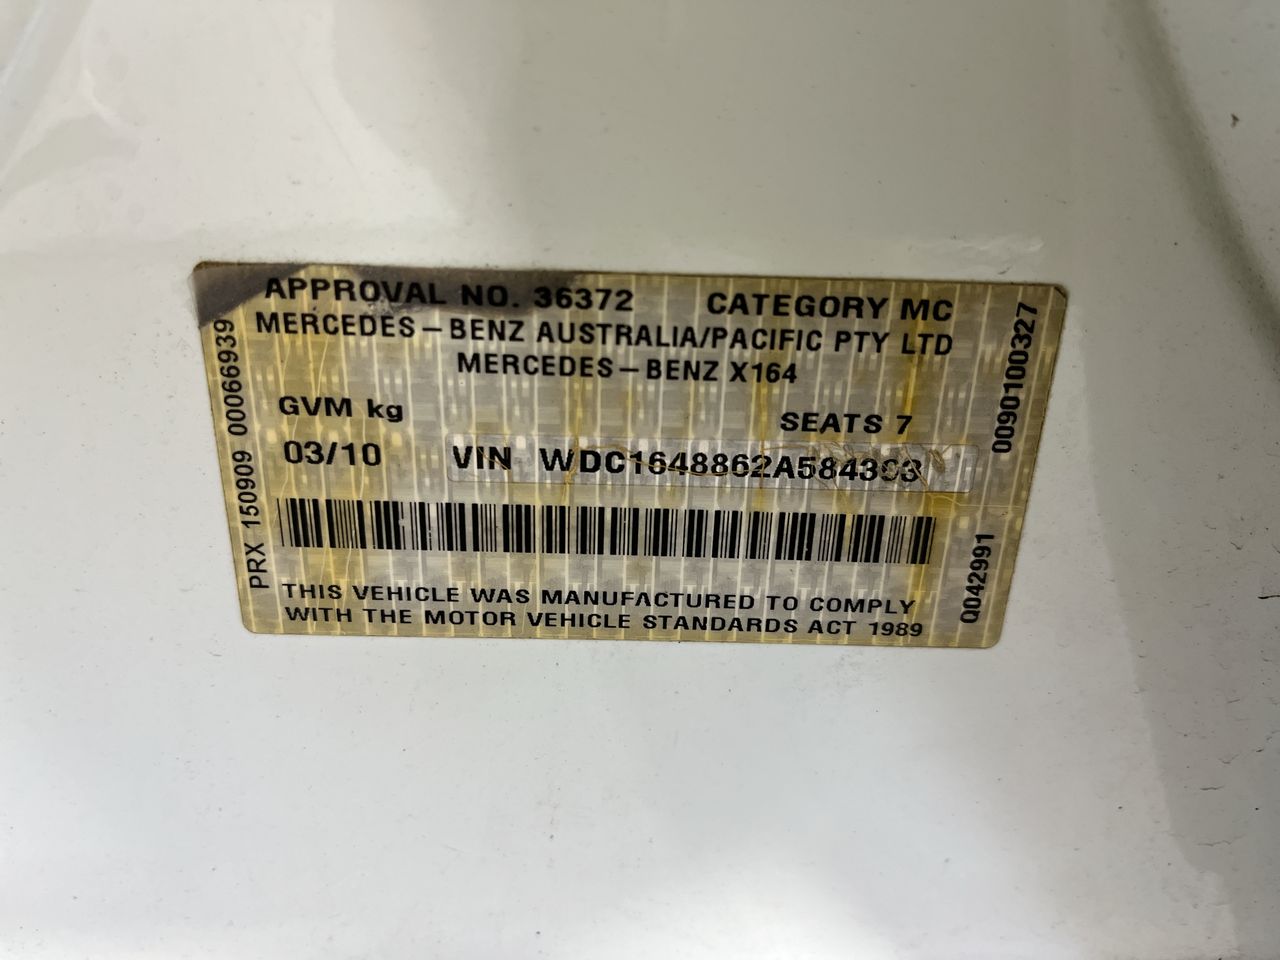 APPROVAL NO. 36372 CATEGORY MC
MERCEDES-BENZ AUSTRALIA/PACIFIC PTY LTD
MERCEDES-BENZ X164
GVM kg SEATS 7
03/10 VIN WDC1648862A584393
THIS VEHICLE WAS MANUFACTURED TO COMPLY
WITH THE MOTOR VEHICLE STANDARDS ACT 1989
PRX 150909 00066939
0090100327
Q042991